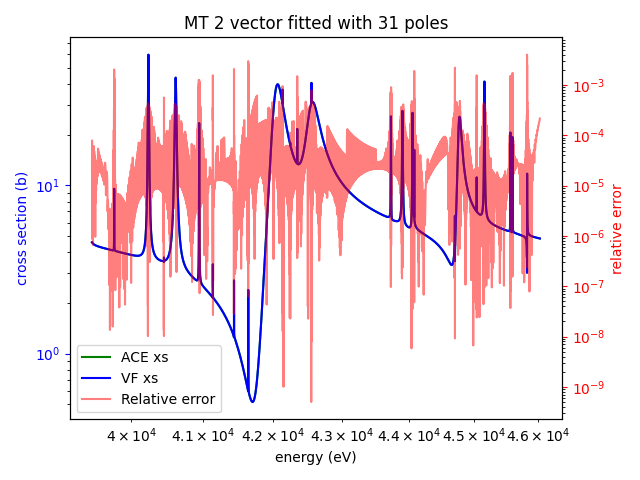 MT 2 vector fitted with 31 poles
cross section (b)
10¹
10⁰
10⁻³
10⁻⁴
10⁻⁵
10⁻⁶
10⁻⁷
10⁻⁸
10⁻⁹
relative error
ACE xs
VF xs
Relative error
4 × 10⁴ 4.1 × 10⁴ 4.2 × 10⁴ 4.3 × 10⁴ 4.4 × 10⁴ 4.5 × 10⁴ 4.6 × 10⁴
energy (eV)